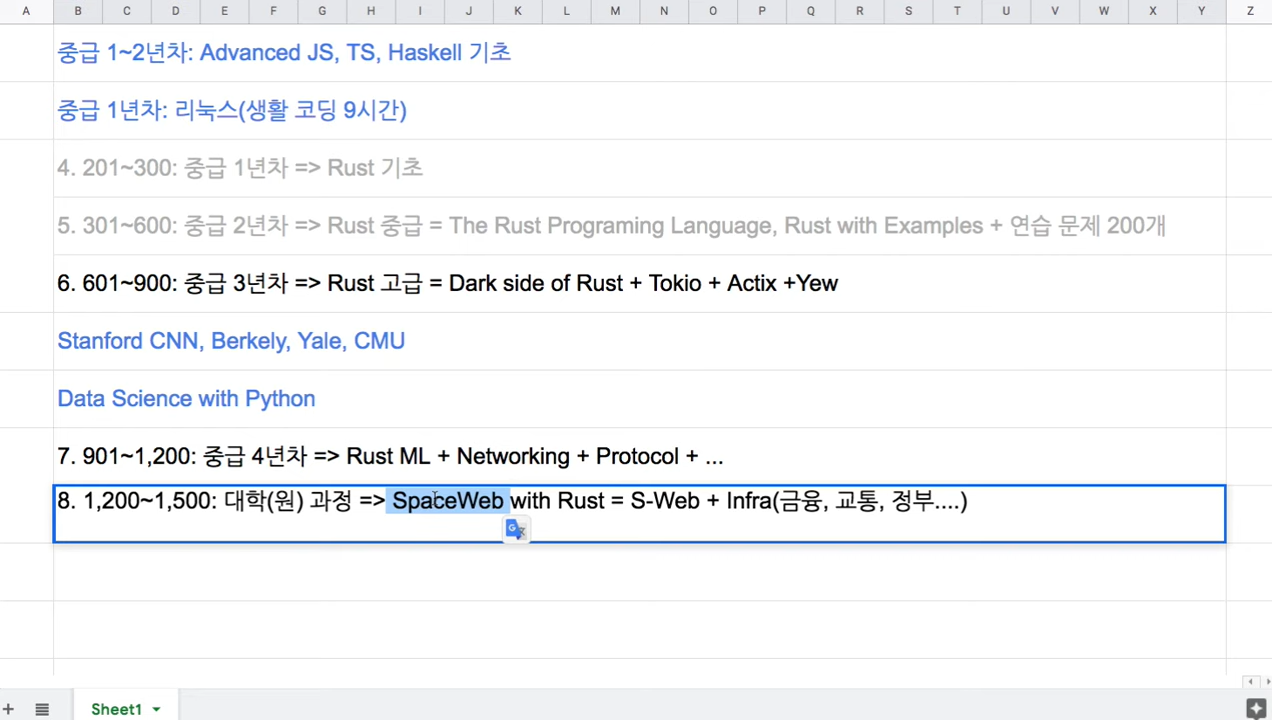 A B C D E F G H I J K L M N O P Q R S T U V W X Y Z
중급 1~2년차: Advanced JS, TS, Haskell 기초
중급 1년차: 리눅스(생활 코딩 9시간)
4. 201~300: 중급 1년차 => Rust 기초
5. 301~600: 중급 2년차 => Rust 중급 = The Rust Programing Language, Rust with Examples + 연습 문제 200개
6. 601~900: 중급 3년차 => Rust 고급 = Dark side of Rust + Tokio + Actix +Yew
Stanford CNN, Berkely, Yale, CMU
Data Science with Python
7. 901~1,200: 중급 4년차 => Rust ML + Networking + Protocol + ...
8. 1,200~1,500: 대학(원) 과정 => SpaceWeb with Rust = S-Web + Infra(금융, 교통, 정부....)
Sheet1